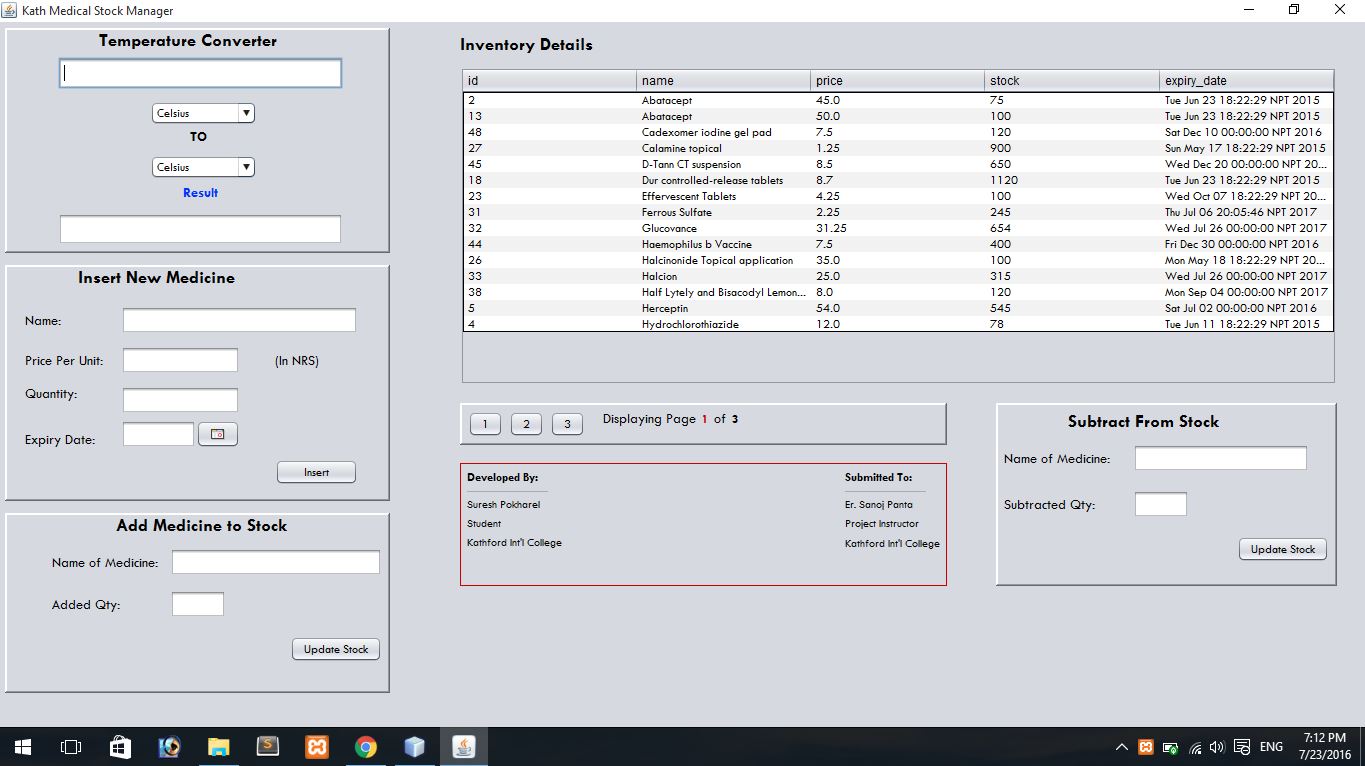 Kath Medical Stock Manager
Temperature Converter
Celsius
TO
Celsius
Result
Insert New Medicine
Name:
Price Per Unit: (In NRS)
Quantity:
Expiry Date:
Insert
Add Medicine to Stock
Name of Medicine:
Added Qty:
Update Stock
Inventory Details
id name price stock expiry_date
2 Abatacept 45.0 75 Tue Jun 23 18:22:29 NPT 2015
13 Abatacept 50.0 100 Tue Jun 23 18:22:29 NPT 2015
48 Cadexomer iodine gel pad 7.5 120 Sat Dec 10 00:00:00 NPT 2016
27 Calamine topical 1.25 900 Sun May 17 18:22:29 NPT 2015
45 D-Tann CT suspension 8.5 650 Wed Dec 20 00:00:00 NPT 20...
18 Dur controlled-release tablets 8.7 1120 Tue Jun 23 18:22:29 NPT 2015
23 Effervescent Tablets 4.25 100 Wed Oct 07 18:22:29 NPT 20...
31 Ferrous Sulfate 2.25 245 Thu Jul 06 20:05:46 NPT 2017
32 Glucovance 31.25 654 Wed Jul 26 00:00:00 NPT 2017
44 Haemophilus b Vaccine 7.5 400 Fri Dec 30 00:00:00 NPT 2016
26 Halcinonide Topical application 35.0 100 Mon May 18 18:22:29 NPT 20...
33 Halcion 25.0 315 Wed Jul 26 00:00:00 NPT 2017
38 Half Lytely and Bisacodyl Lemon... 8.0 120 Mon Sep 04 00:00:00 NPT 2017
5 Herceptin 54.0 545 Sat Jul 02 00:00:00 NPT 2016
4 Hydrochlorothiazide 12.0 78 Tue Jun 11 18:22:29 NPT 2015
1 2 3 Displaying Page 1 of 3
Developed By:
Suresh Pokharel
Student
Kathford Int'l College
Submitted To:
Er. Sanoj Panta
Project Instructor
Kathford Int'l College
Subtract From Stock
Name of Medicine:
Subtracted Qty:
Update Stock
ENG
7:12 PM
7/23/2016